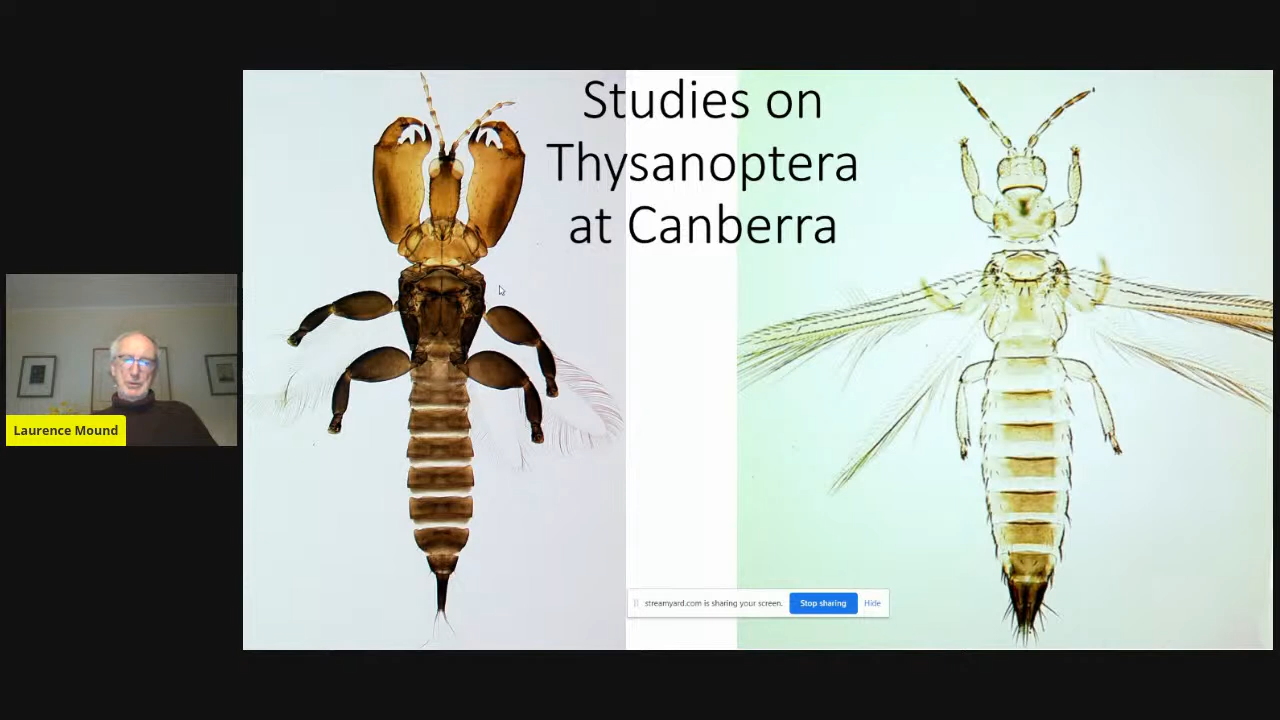 Studies on
Thysanoptera
at Canberra
Laurence Mound
streamyard.com is sharing your screen.
Stop sharing
Hide